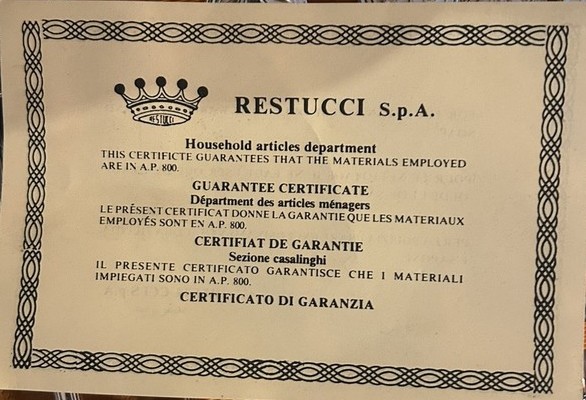 RESTUCCI
RESTUCCI S.p.A.
Household articles department
THIS CERTIFICTE GUARANTEES THAT THE MATERIALS EMPLOYED
ARE IN A.P. 800.
GUARANTEE CERTIFICATE
Départment des articles ménagers
LE PRÉSENT CERTIFICAT DONNE LA GARANTIE QUE LES MATERIAUX
EMPLOYÉS SONT EN A.P. 800.
CERTIFIAT DE GARANTIE
Sezione casalinghi
IL PRESENTE CERTIFICATO GARANTISCE CHE I MATERIALI
IMPIEGATI SONO IN A.P. 800.
CERTIFICATO DI GARANZIA